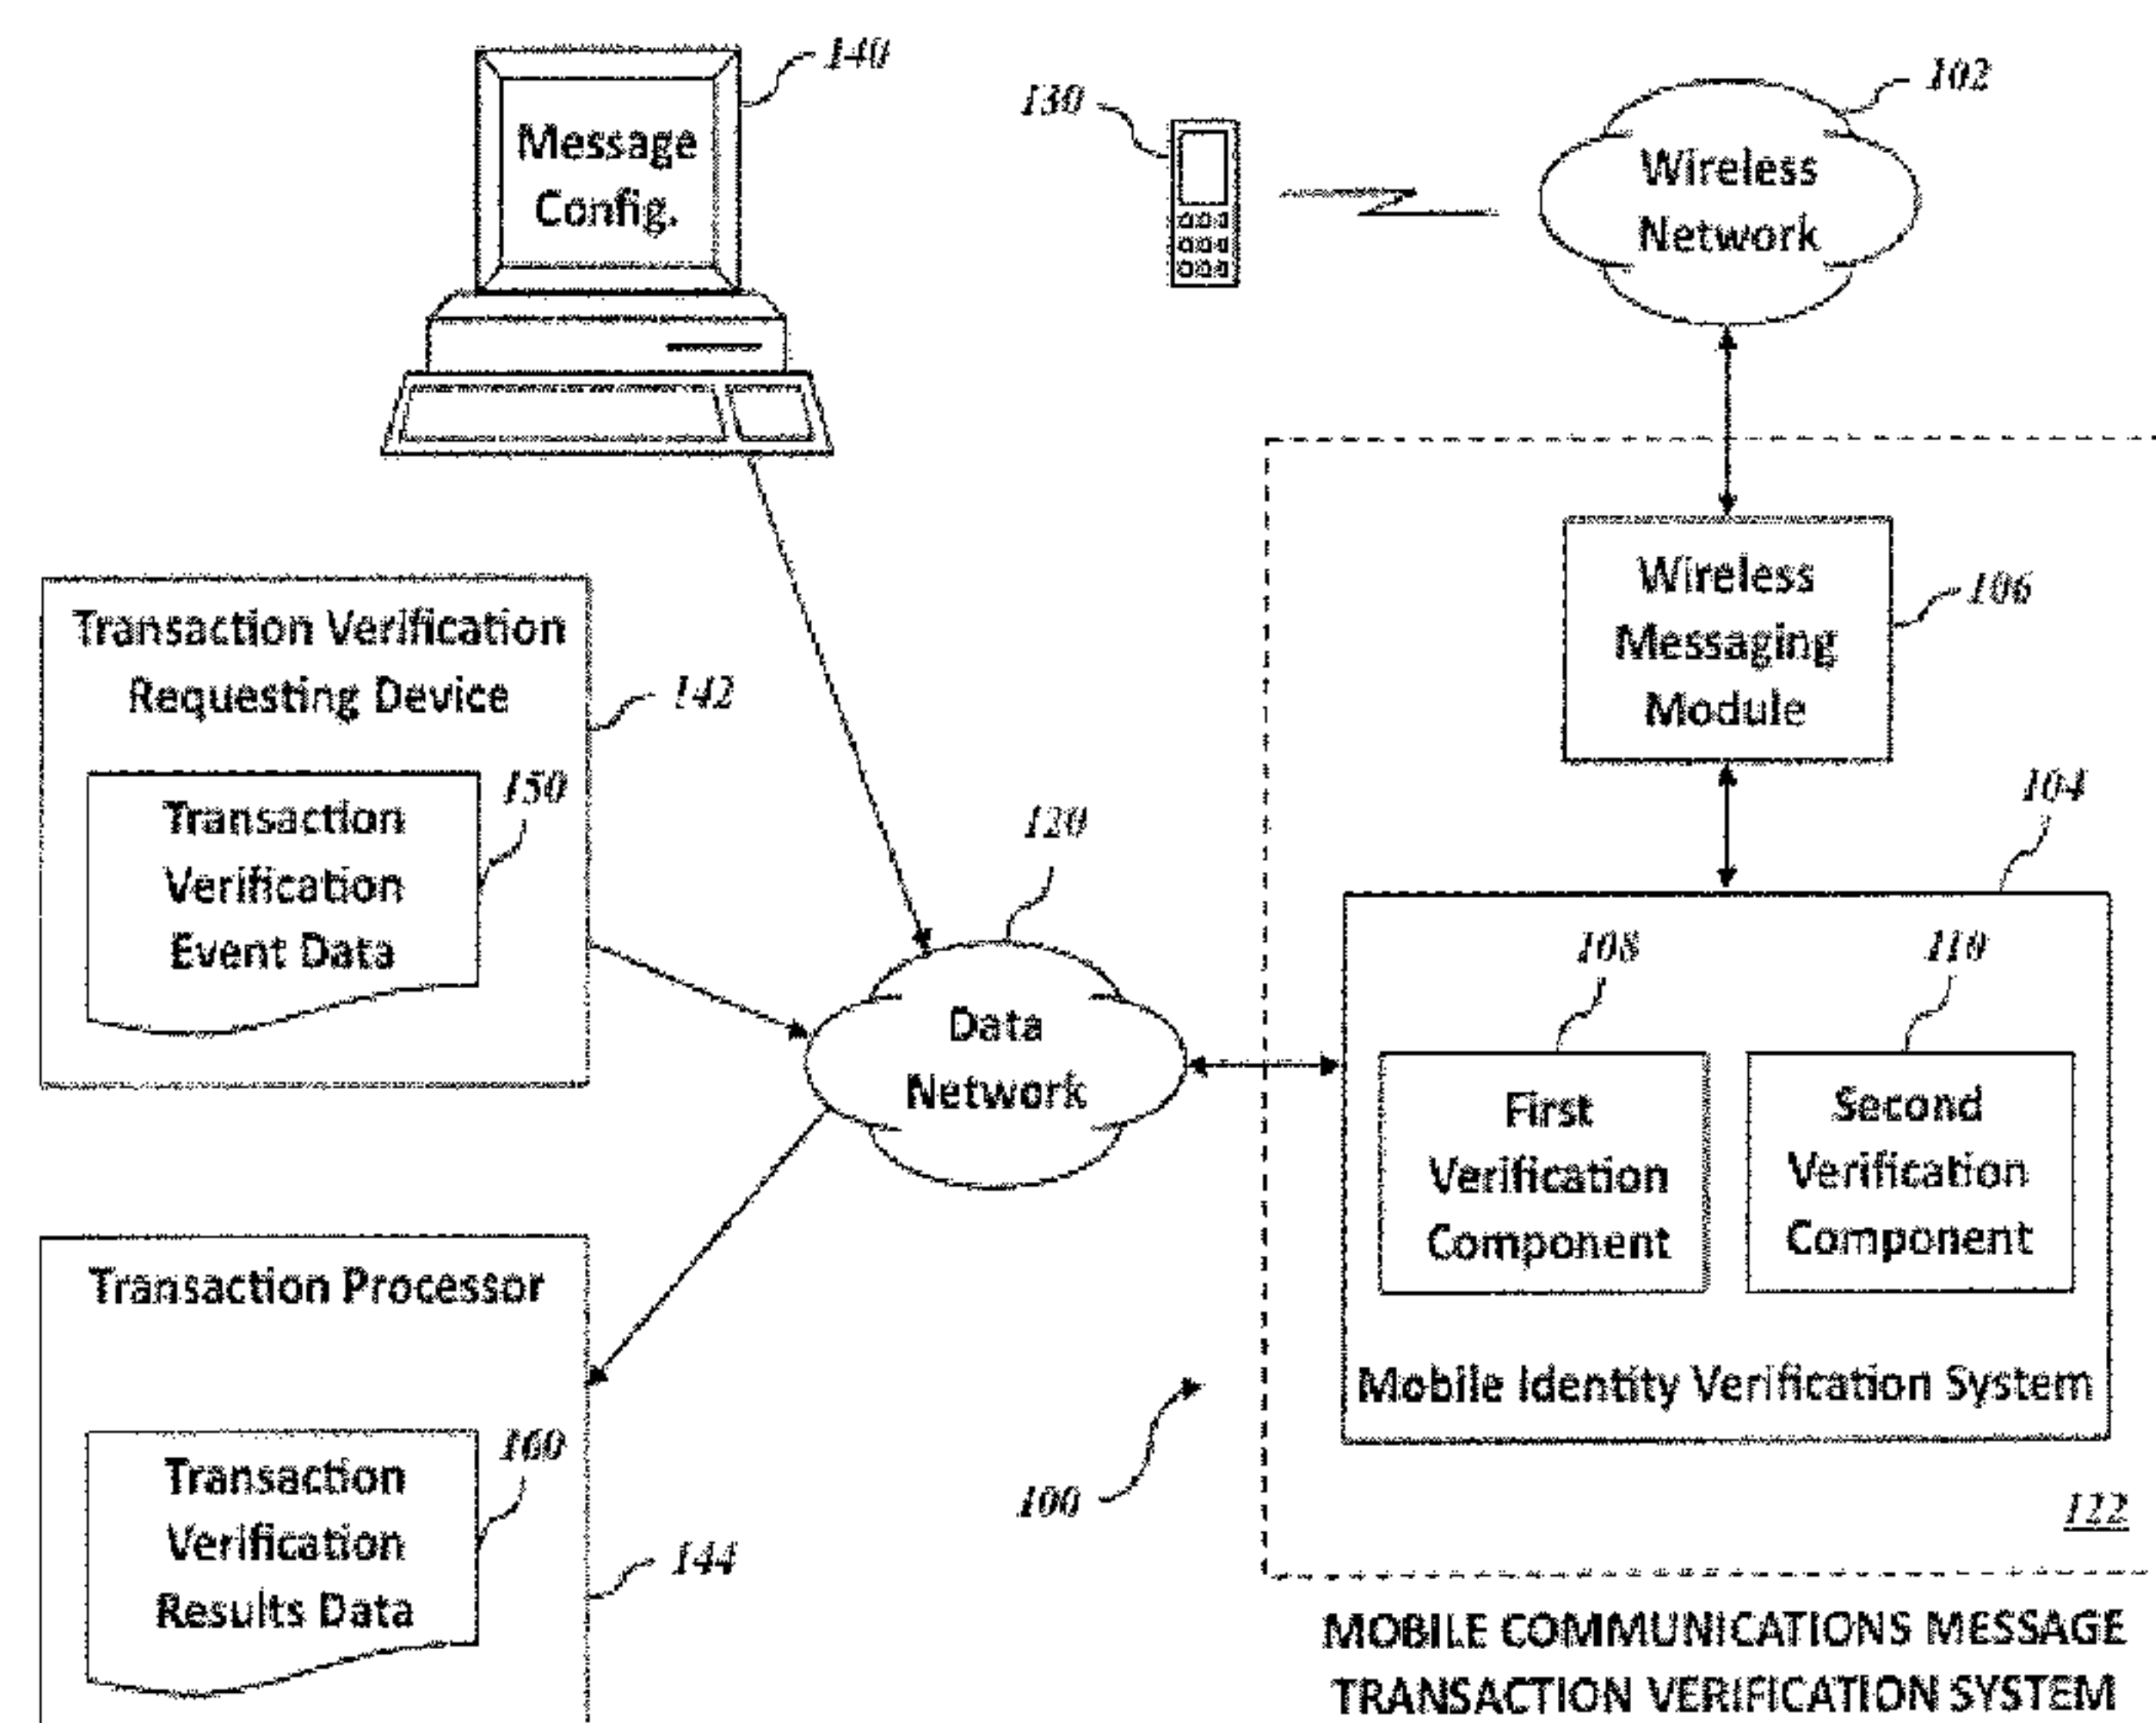 140
Message
Config.
130
102
Wireless
Network
Transaction Verification
Requesting Device
142
150
Transaction
Verification
Event Data
120
Data
Network
Wireless
Messaging
Module
106
104
108
110
First
Verification
Component
Second
Verification
Component
Mobile Identity Verification System
122
Transaction Processor
160
Transaction
Verification
Results Data
144
100
MOBILE COMMUNICATIONS MESSAGE
TRANSACTION VERIFICATION SYSTEM